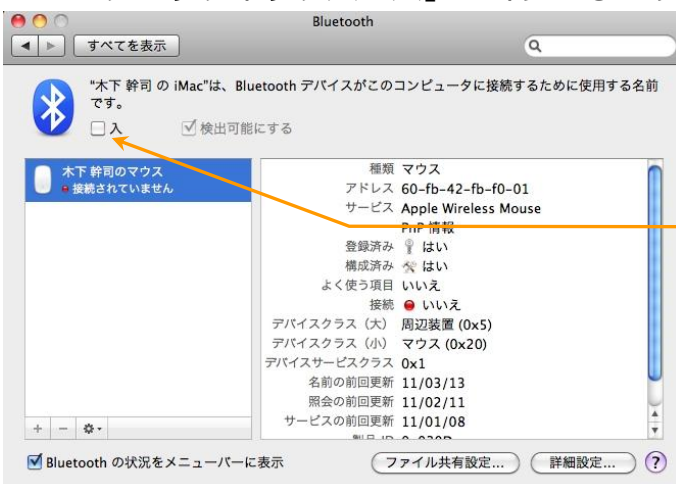 Bluetooth
すべてを表示
“木下 幹司 の iMac”は、Bluetooth デバイスがこのコンピュータに接続するために使用する名前
です。
入 検出可能にする
木下 幹司のマウス
接続されていません
種類 マウス
アドレス 60-fb-42-fb-f0-01
サービス Apple Wireless Mouse
PnP 情報
登録済み はい
構成済み はい
よく使う項目 いいえ
接続 いいえ
デバイスクラス（大） 周辺装置 (0x5)
デバイスクラス（小） マウス (0x20)
デバイスサービスクラス 0x1
名前の前回更新 11/03/13
照会の前回更新 11/02/11
サービスの前回更新 11/01/08
Bluetooth の状況をメニューバーに表示 ファイル共有設定... 詳細設定... ?